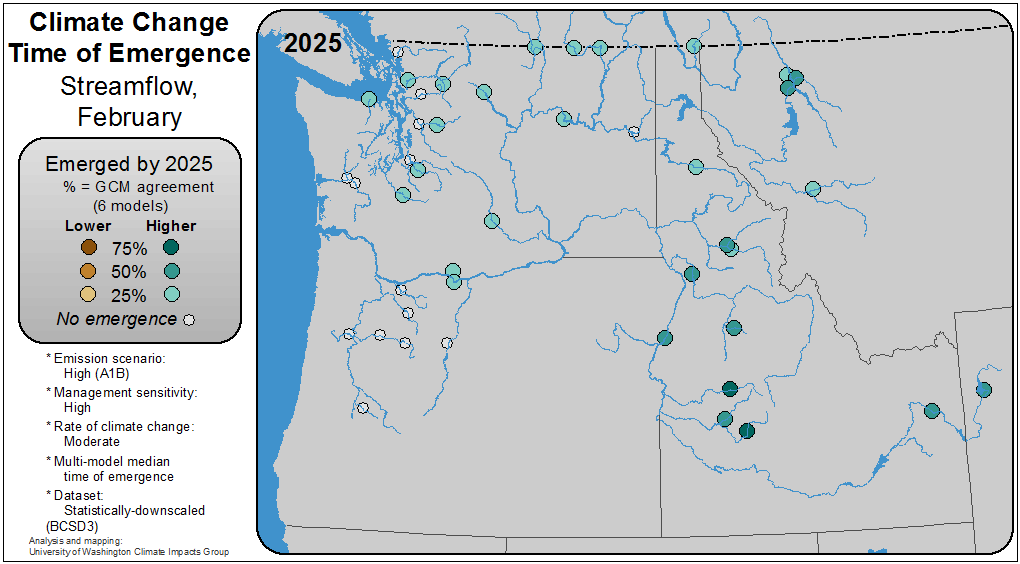 Climate Change
Time of Emergence
Streamflow,
February
2025
Emerged by 2025
% = GCM agreement
(6 models)
Lower Higher
75%
50%
25%
No emergence
* Emission scenario:
High (A1B)
* Management sensitivity:
High
* Rate of climate change:
Moderate
* Multi-model median
time of emergence
* Dataset:
Statistically-downscaled
(BCSD3)
Analysis and mapping:
University of Washington Climate Impacts Group